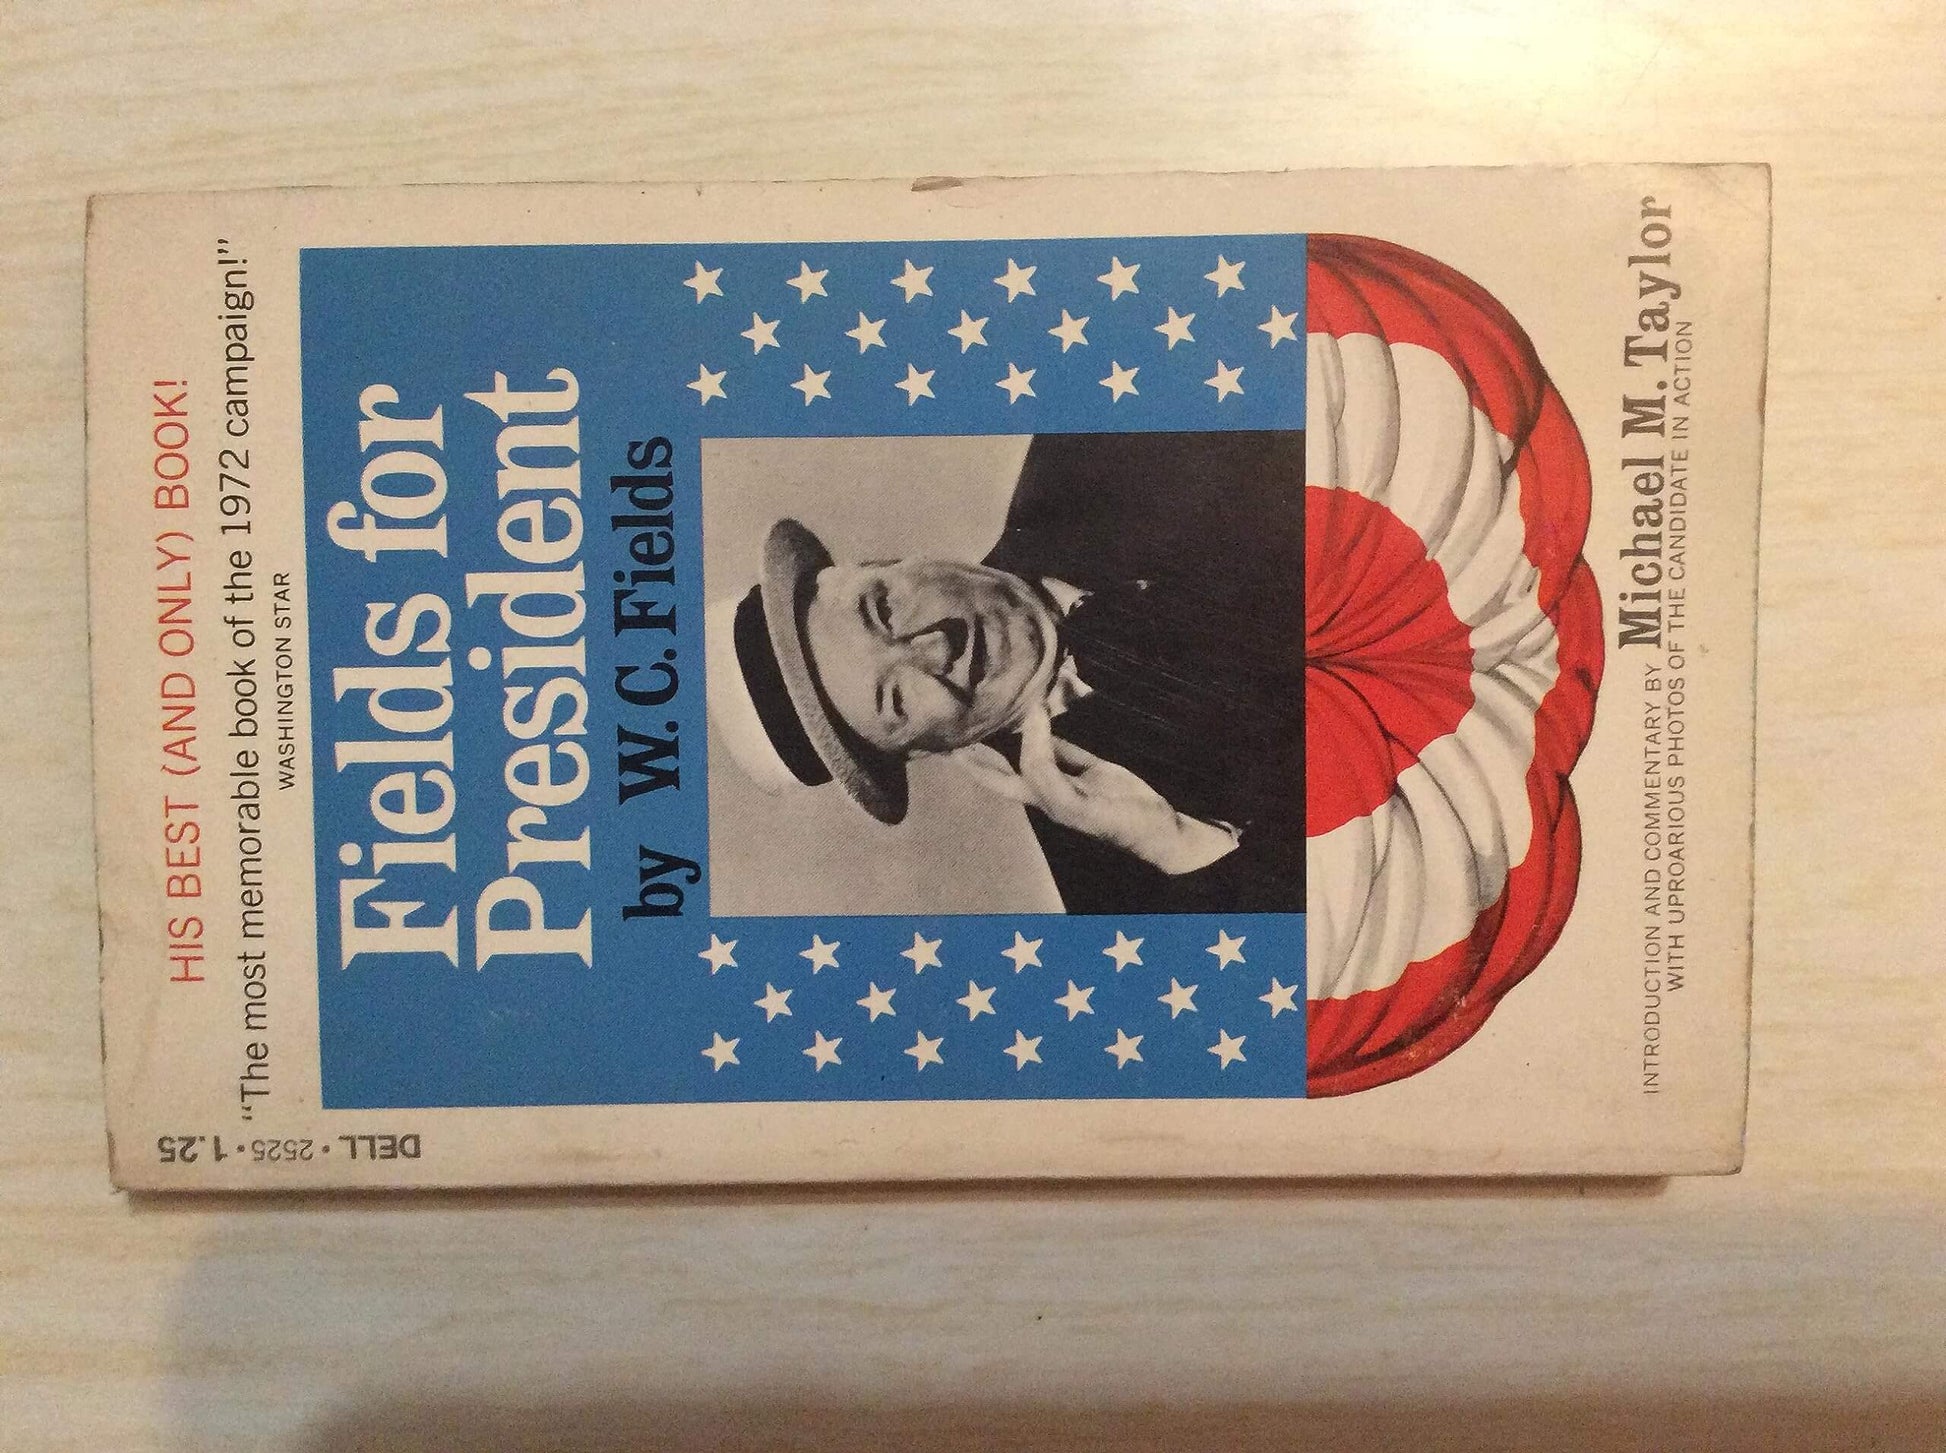 DELL • 2525 • 1.25
HIS BEST (AND ONLY) BOOK!
"The most memorable book of the 1972 campaign!"
WASHINGTON STAR
Fields for
President
by W. C. Fields
INTRODUCTION AND COMMENTARY BY Michael M. Taylor
WITH UPROARIOUS PHOTOS OF THE CANDIDATE IN ACTION